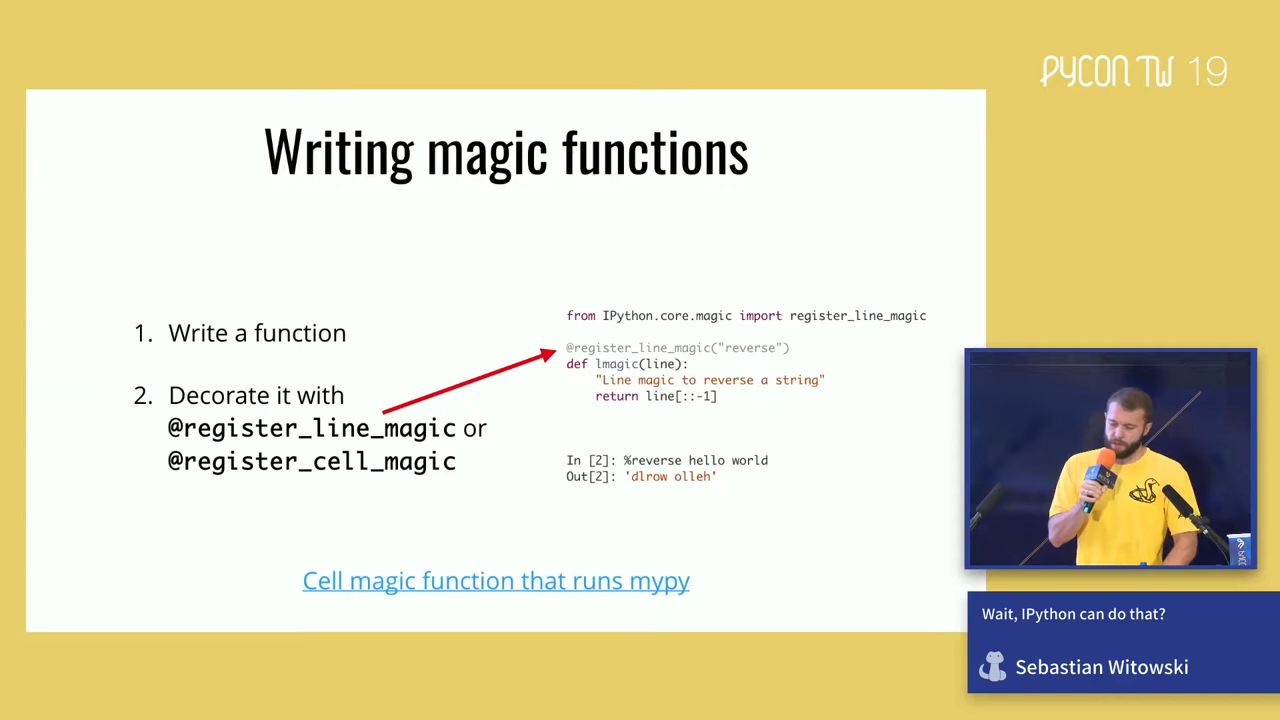 PYCON TW 19
Writing magic functions
1. Write a function
2. Decorate it with
@register_line_magic or
@register_cell_magic
from IPython.core.magic import register_line_magic
@register_line_magic("reverse")
def lmagic(line):
    "Line magic to reverse a string"
    return line[::-1]
In [2]: %reverse hello world
Out[2]: 'dlrow olleh'
Cell magic function that runs mypy
Wait, IPython can do that?
Sebastian Witowski